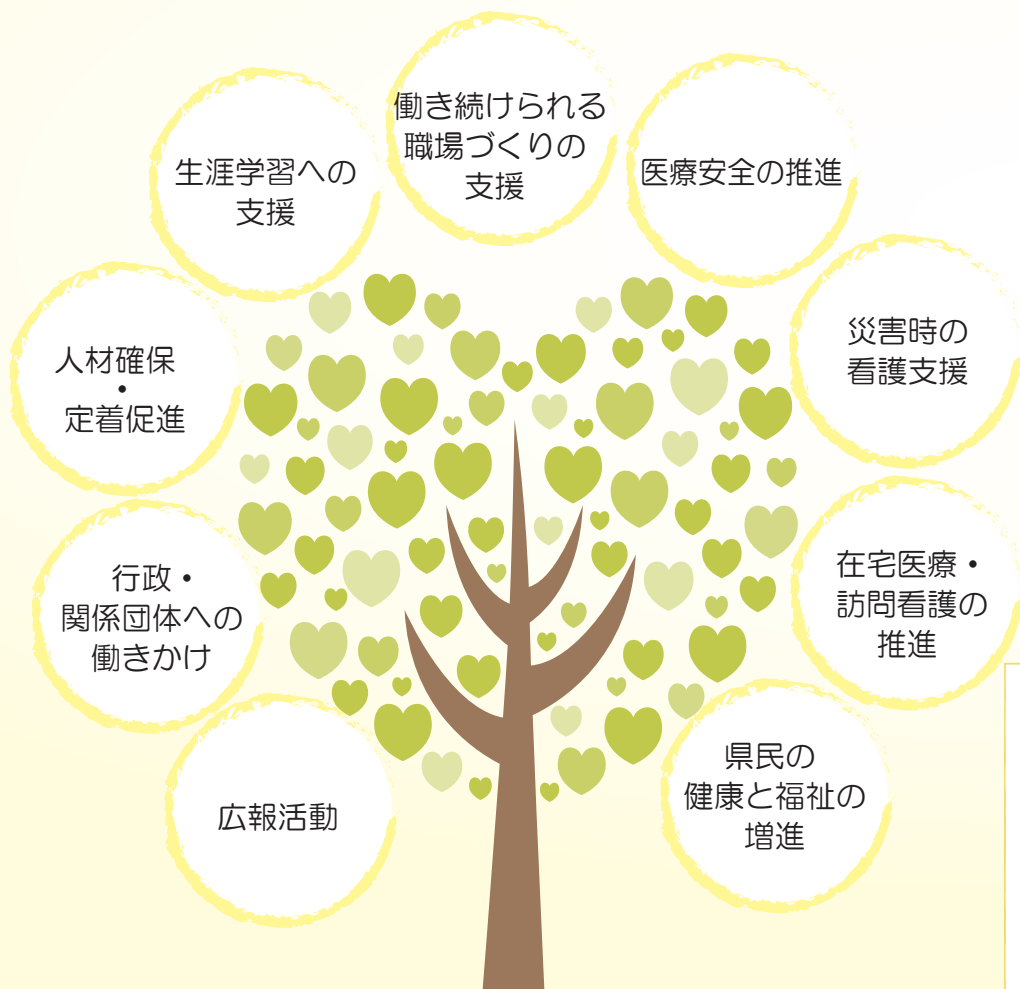 働き続けられる
職場づくりの
支援
生涯学習への
支援
医療安全の推進
人材確保
・
定着促進
災害時の
看護支援
行政・
関係団体への
働きかけ
在宅医療・
訪問看護の
推進
広報活動
県民の
健康と福祉の
増進